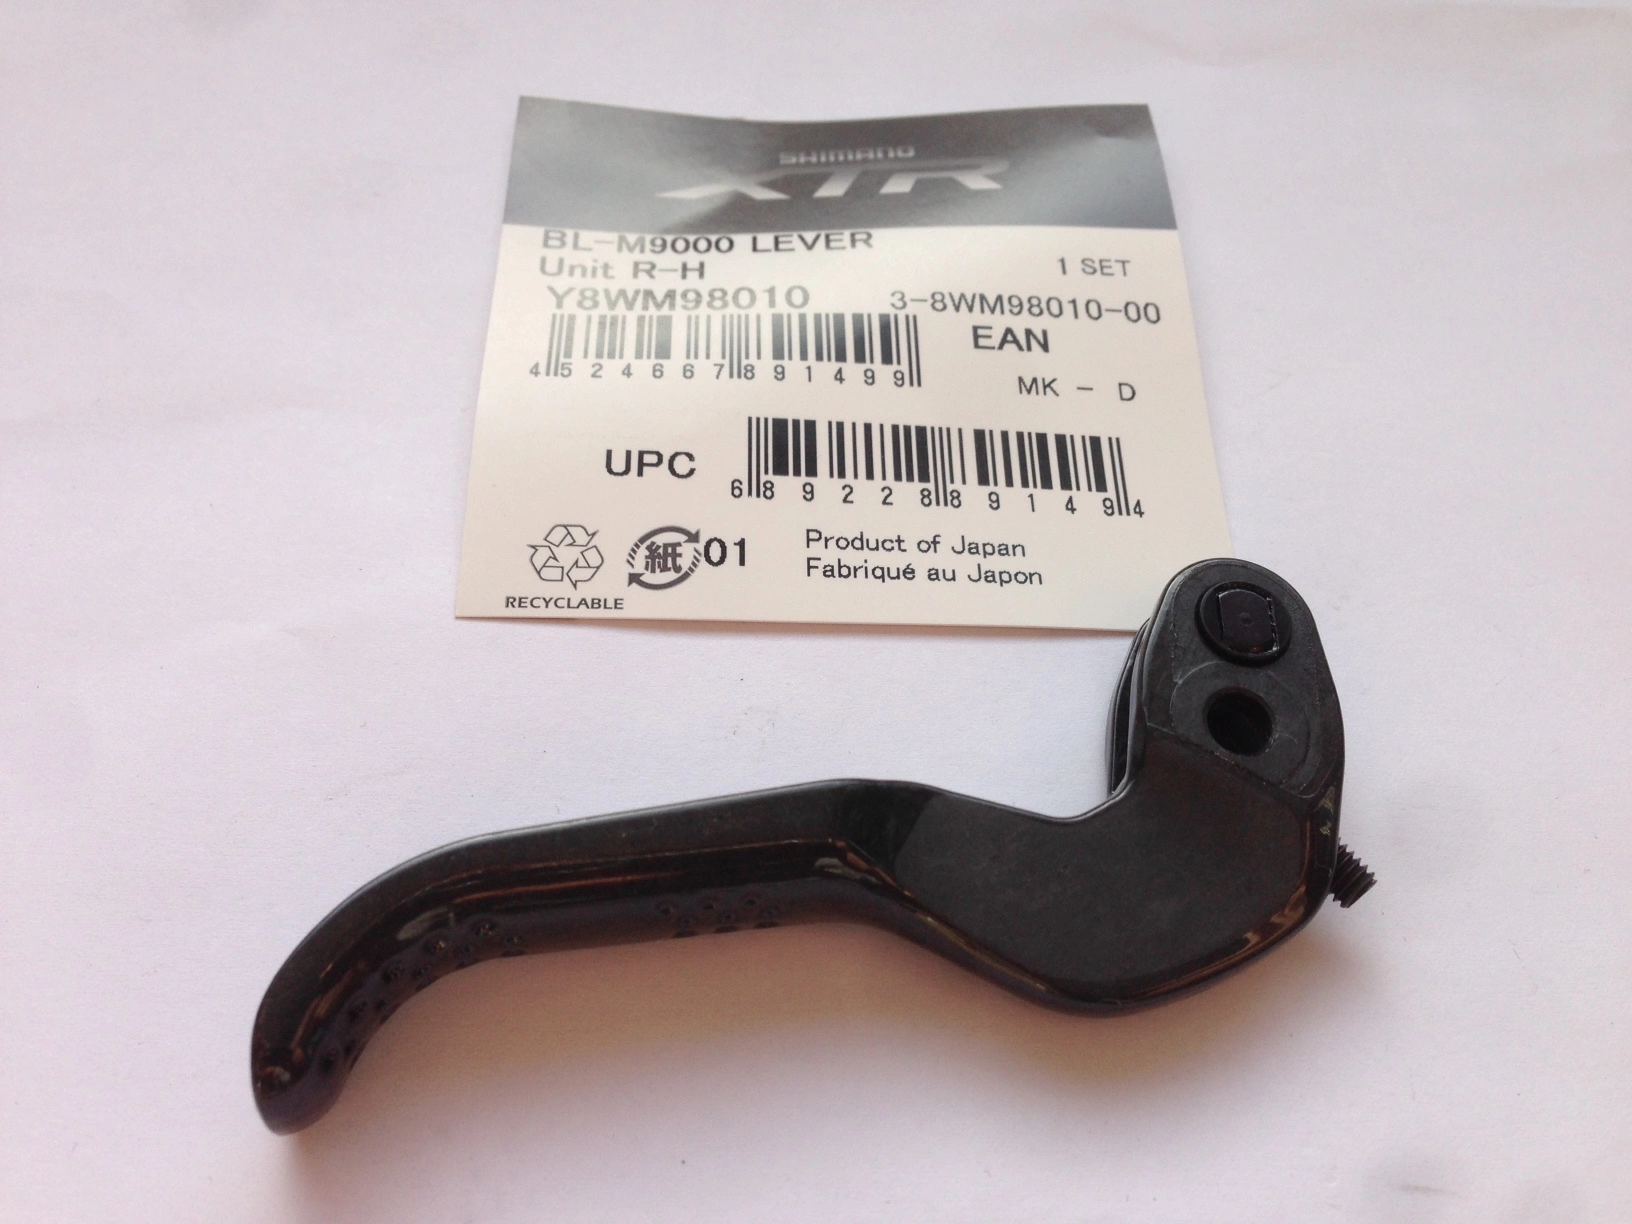 SHIMANO
XTR
BL-M9000 LEVER
Unit R-H 1 SET
Y8WM98010 3-8WM98010-00
EAN
4 524667 891499
MK - D
UPC
6 89228 89149 4
紙 01
Product of Japan
Fabriqué au Japon
RECYCLABLE